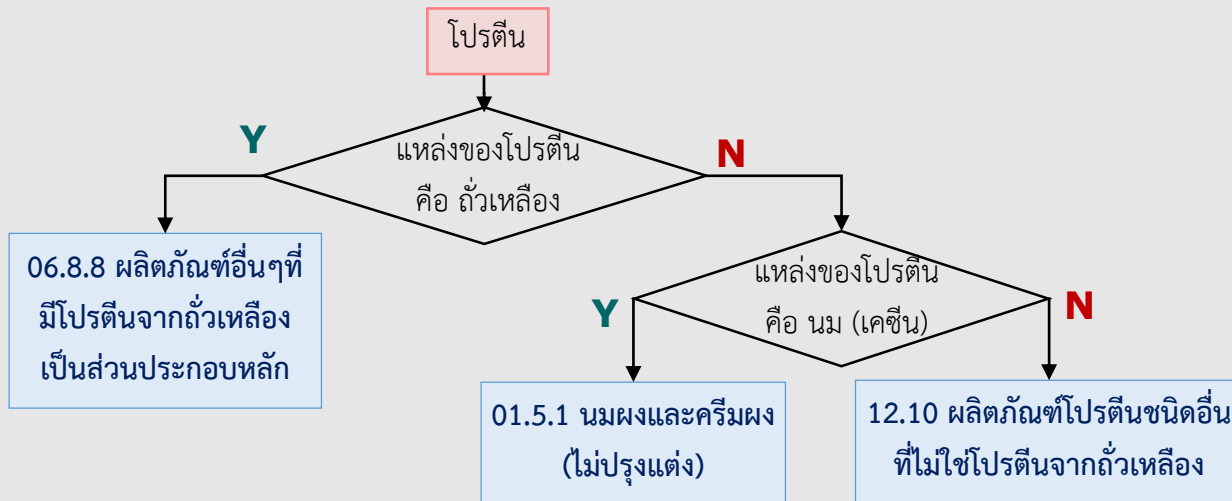 โปรตีน
Y
แหล่งของโปรตีน
คือ ถั่วเหลือง
N
06.8.8 ผลิตภัณฑ์อื่นๆที่
มีโปรตีนจากถั่วเหลือง
เป็นส่วนประกอบหลัก
Y
แหล่งของโปรตีน
คือ นม (เคซีน)
N
01.5.1 นมผงและครีมผง
(ไม่ปรุงแต่ง)
12.10 ผลิตภัณฑ์โปรตีนชนิดอื่น
ที่ไม่ใช่โปรตีนจากถั่วเหลือง